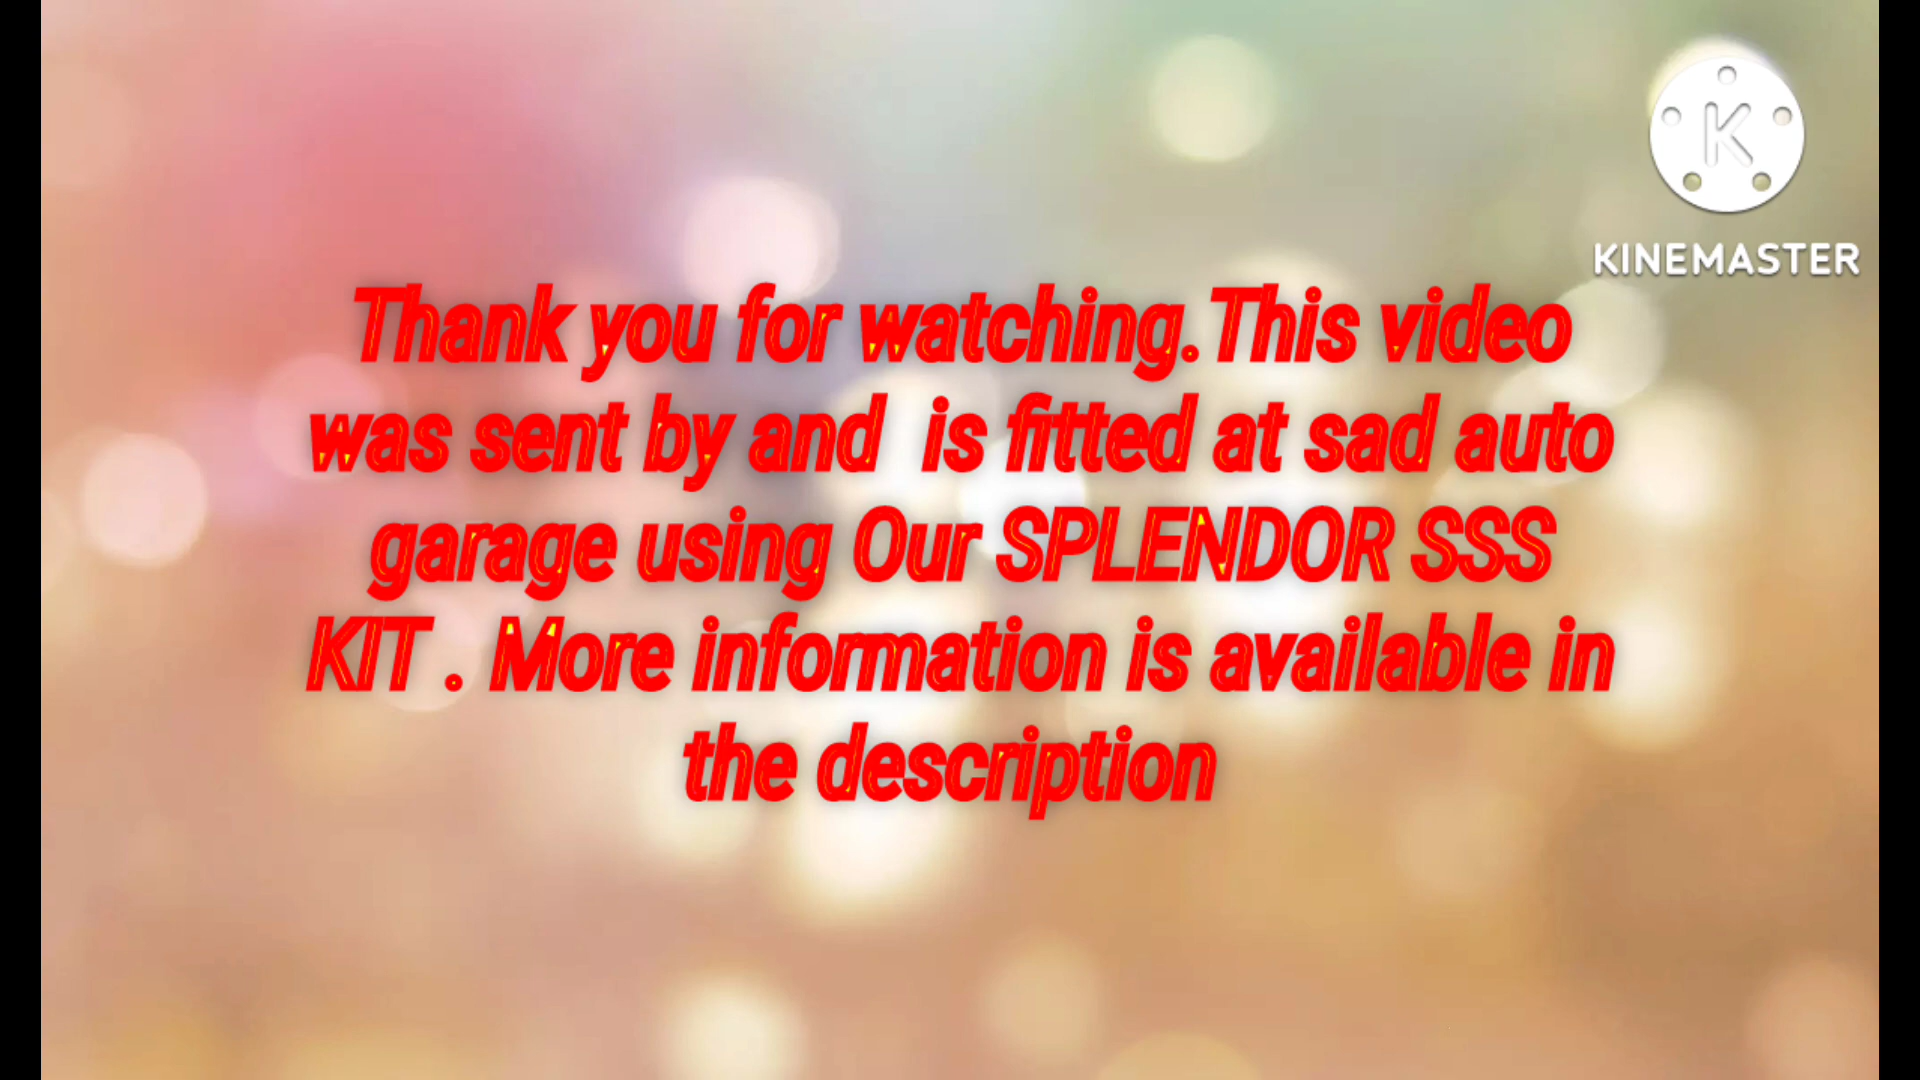 KINEMASTER
Thank you for watching.This video
was sent by and  is fitted at sad auto
garage using Our SPLENDOR SSS
KIT . More information is available in
the description